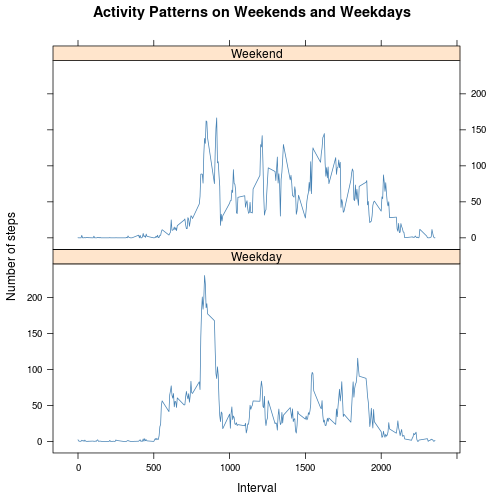 Activity Patterns on Weekends and Weekdays
Weekend
200
150
100
50
0
Weekday
200
150
100
50
0
0 500 1000 1500 2000
Number of steps
Interval